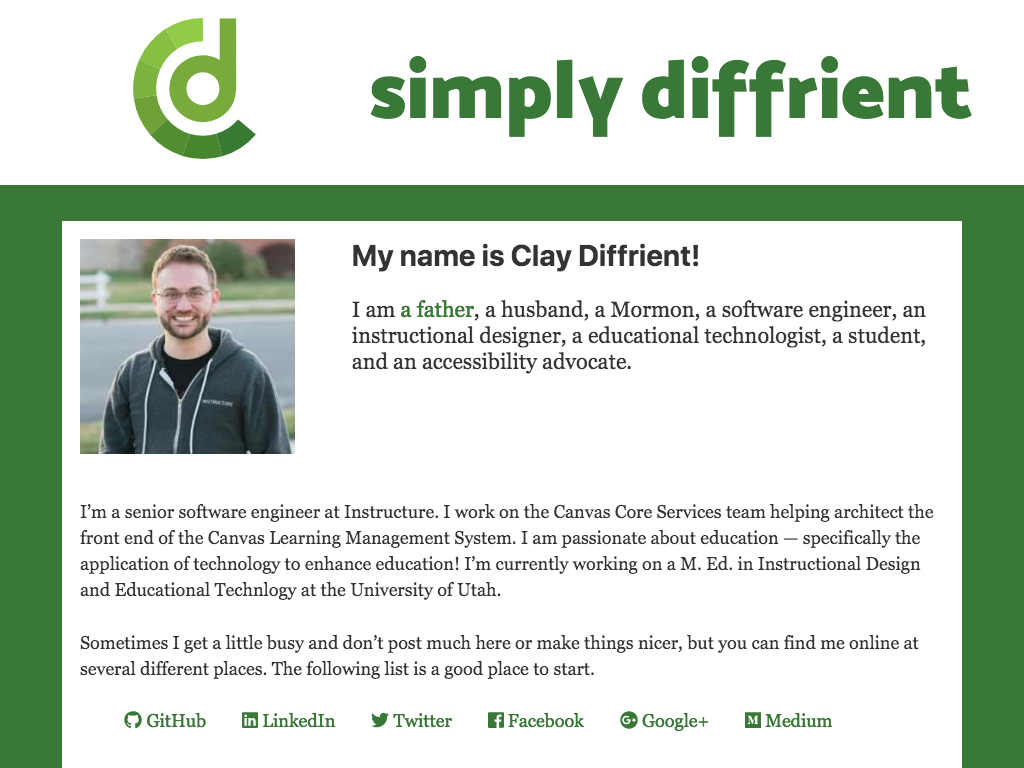 simply diffrient
My name is Clay Diffrient!
I am a father, a husband, a Mormon, a software engineer, an
instructional designer, a educational technologist, a student,
and an accessibility advocate.
INSTRUCTURE
I’m a senior software engineer at Instructure. I work on the Canvas Core Services team helping architect the
front end of the Canvas Learning Management System. I am passionate about education — specifically the
application of technology to enhance education! I’m currently working on a M. Ed. in Instructional Design
and Educational Technlogy at the University of Utah.
Sometimes I get a little busy and don’t post much here or make things nicer, but you can find me online at
several different places. The following list is a good place to start.
GitHub LinkedIn Twitter Facebook Google+ Medium